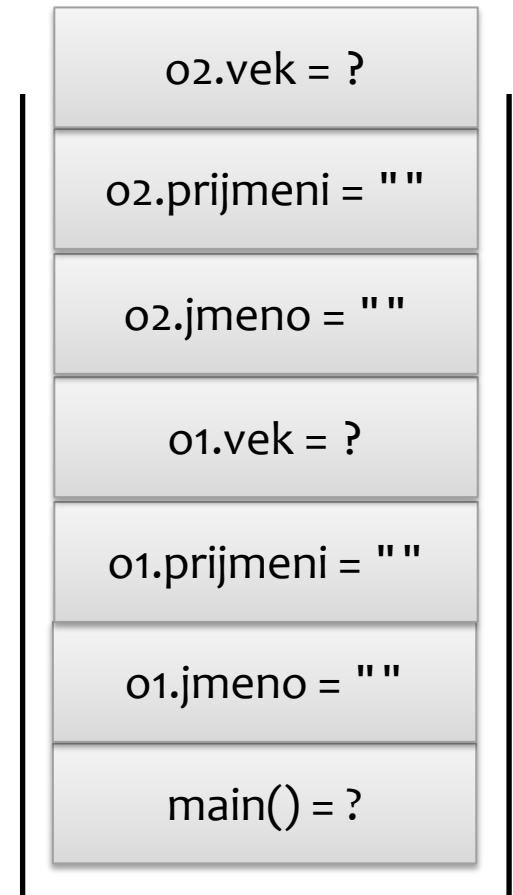 o2.vek = ?
o2.prijmeni = ""
o2.jmeno = ""
o1.vek = ?
o1.prijmeni = ""
o1.jmeno = ""
main() = ?